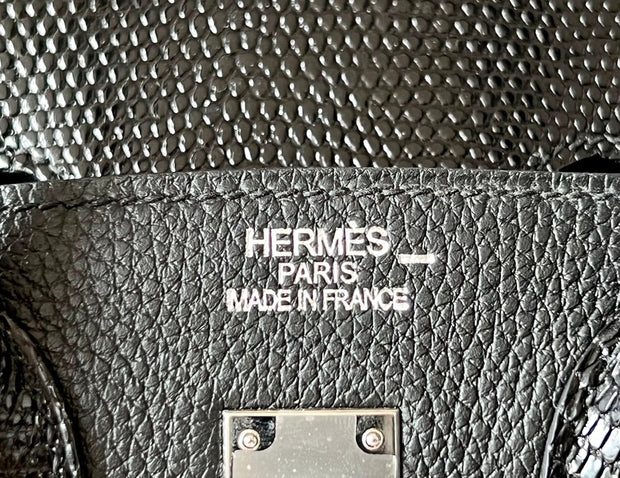 HERMÈS _
PARIS
MADE IN FRANCE